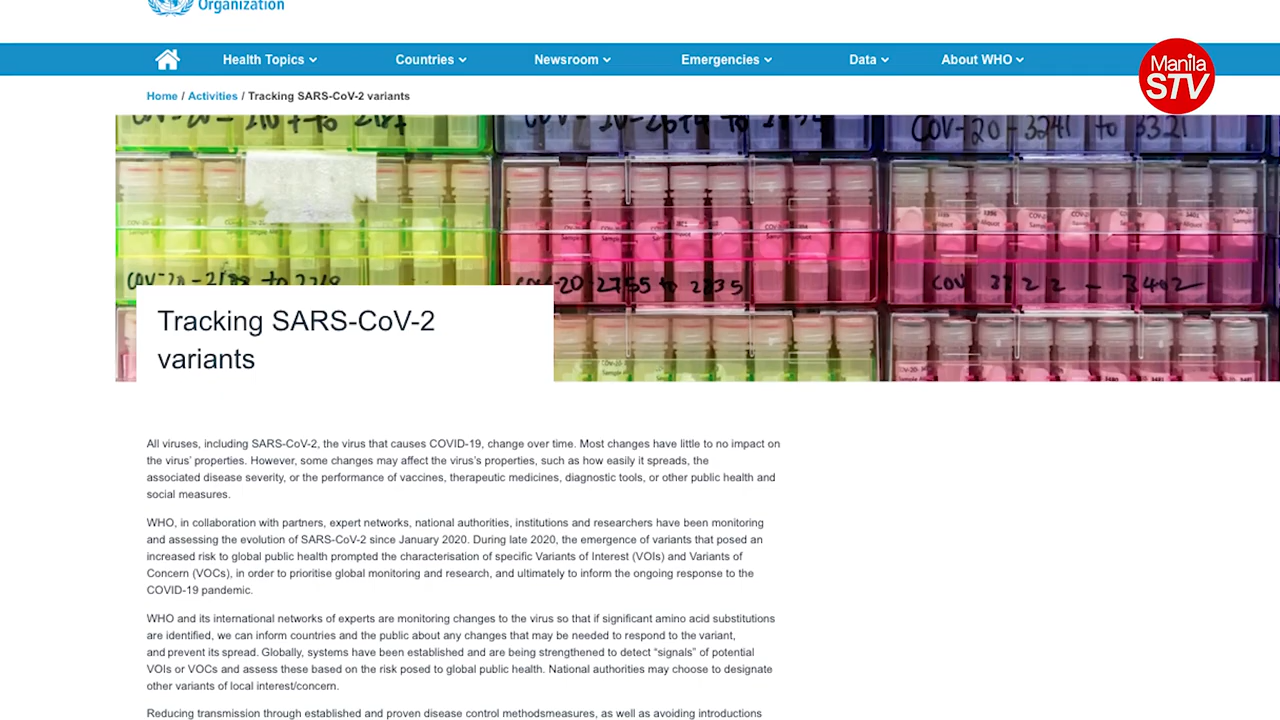 Organization
Health Topics
Countries
Newsroom
Emergencies
Data
About WHO
Manila
STV
Home / Activities / Tracking SARS-CoV-2 variants
COV-20-3241 to 3321
COV-20-2755 to 2835
COV 3322 - 3402
Tracking SARS-CoV-2
variants
All viruses, including SARS-CoV-2, the virus that causes COVID-19, change over time. Most changes have little to no impact on
the virus’ properties. However, some changes may affect the virus’s properties, such as how easily it spreads, the
associated disease severity, or the performance of vaccines, therapeutic medicines, diagnostic tools, or other public health and
social measures.
WHO, in collaboration with partners, expert networks, national authorities, institutions and researchers have been monitoring
and assessing the evolution of SARS-CoV-2 since January 2020. During late 2020, the emergence of variants that posed an
increased risk to global public health prompted the characterisation of specific Variants of Interest (VOIs) and Variants of
Concern (VOCs), in order to prioritise global monitoring and research, and ultimately to inform the ongoing response to the
COVID-19 pandemic.
WHO and its international networks of experts are monitoring changes to the virus so that if significant amino acid substitutions
are identified, we can inform countries and the public about any changes that may be needed to respond to the variant,
and prevent its spread. Globally, systems have been established and are being strengthened to detect “signals” of potential
VOIs or VOCs and assess these based on the risk posed to global public health. National authorities may choose to designate
other variants of local interest/concern.
Reducing transmission through established and proven disease control methodsmeasures, as well as avoiding introductions